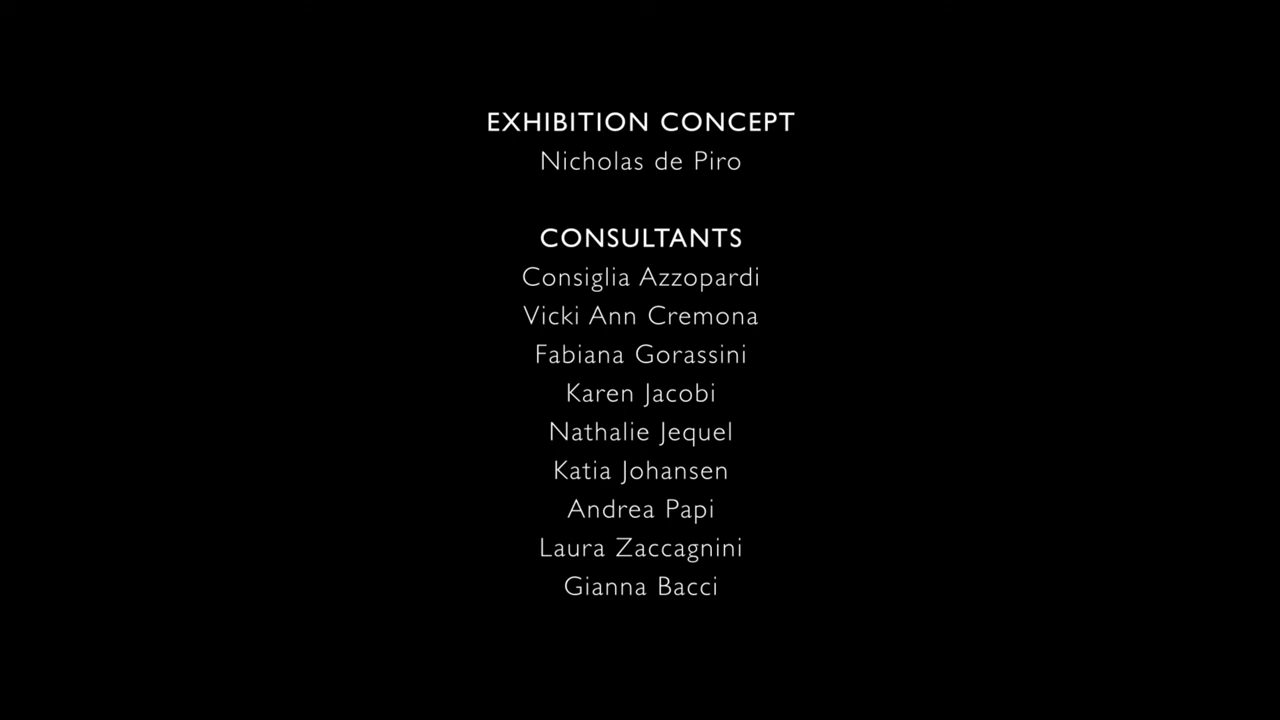 EXHIBITION CONCEPT
Nicholas de Piro
CONSULTANTS
Consiglia Azzopardi
Vicki Ann Cremona
Fabiana Gorassini
Karen Jacobi
Nathalie Jequel
Katia Johansen
Andrea Papi
Laura Zaccagnini
Gianna Bacci